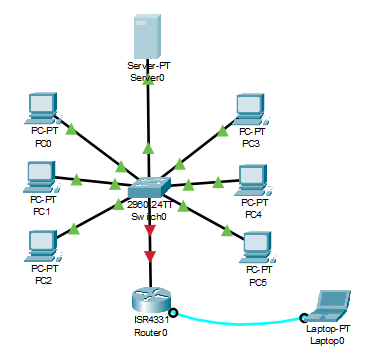 Server-PT
Server0
PC-PT
PC0
PC-PT
PC3
PC-PT
PC1
2960-24TT
Switch0
PC-PT
PC4
PC-PT
PC2
PC-PT
PC5
ISR4331
Router0
Laptop-PT
Laptop0